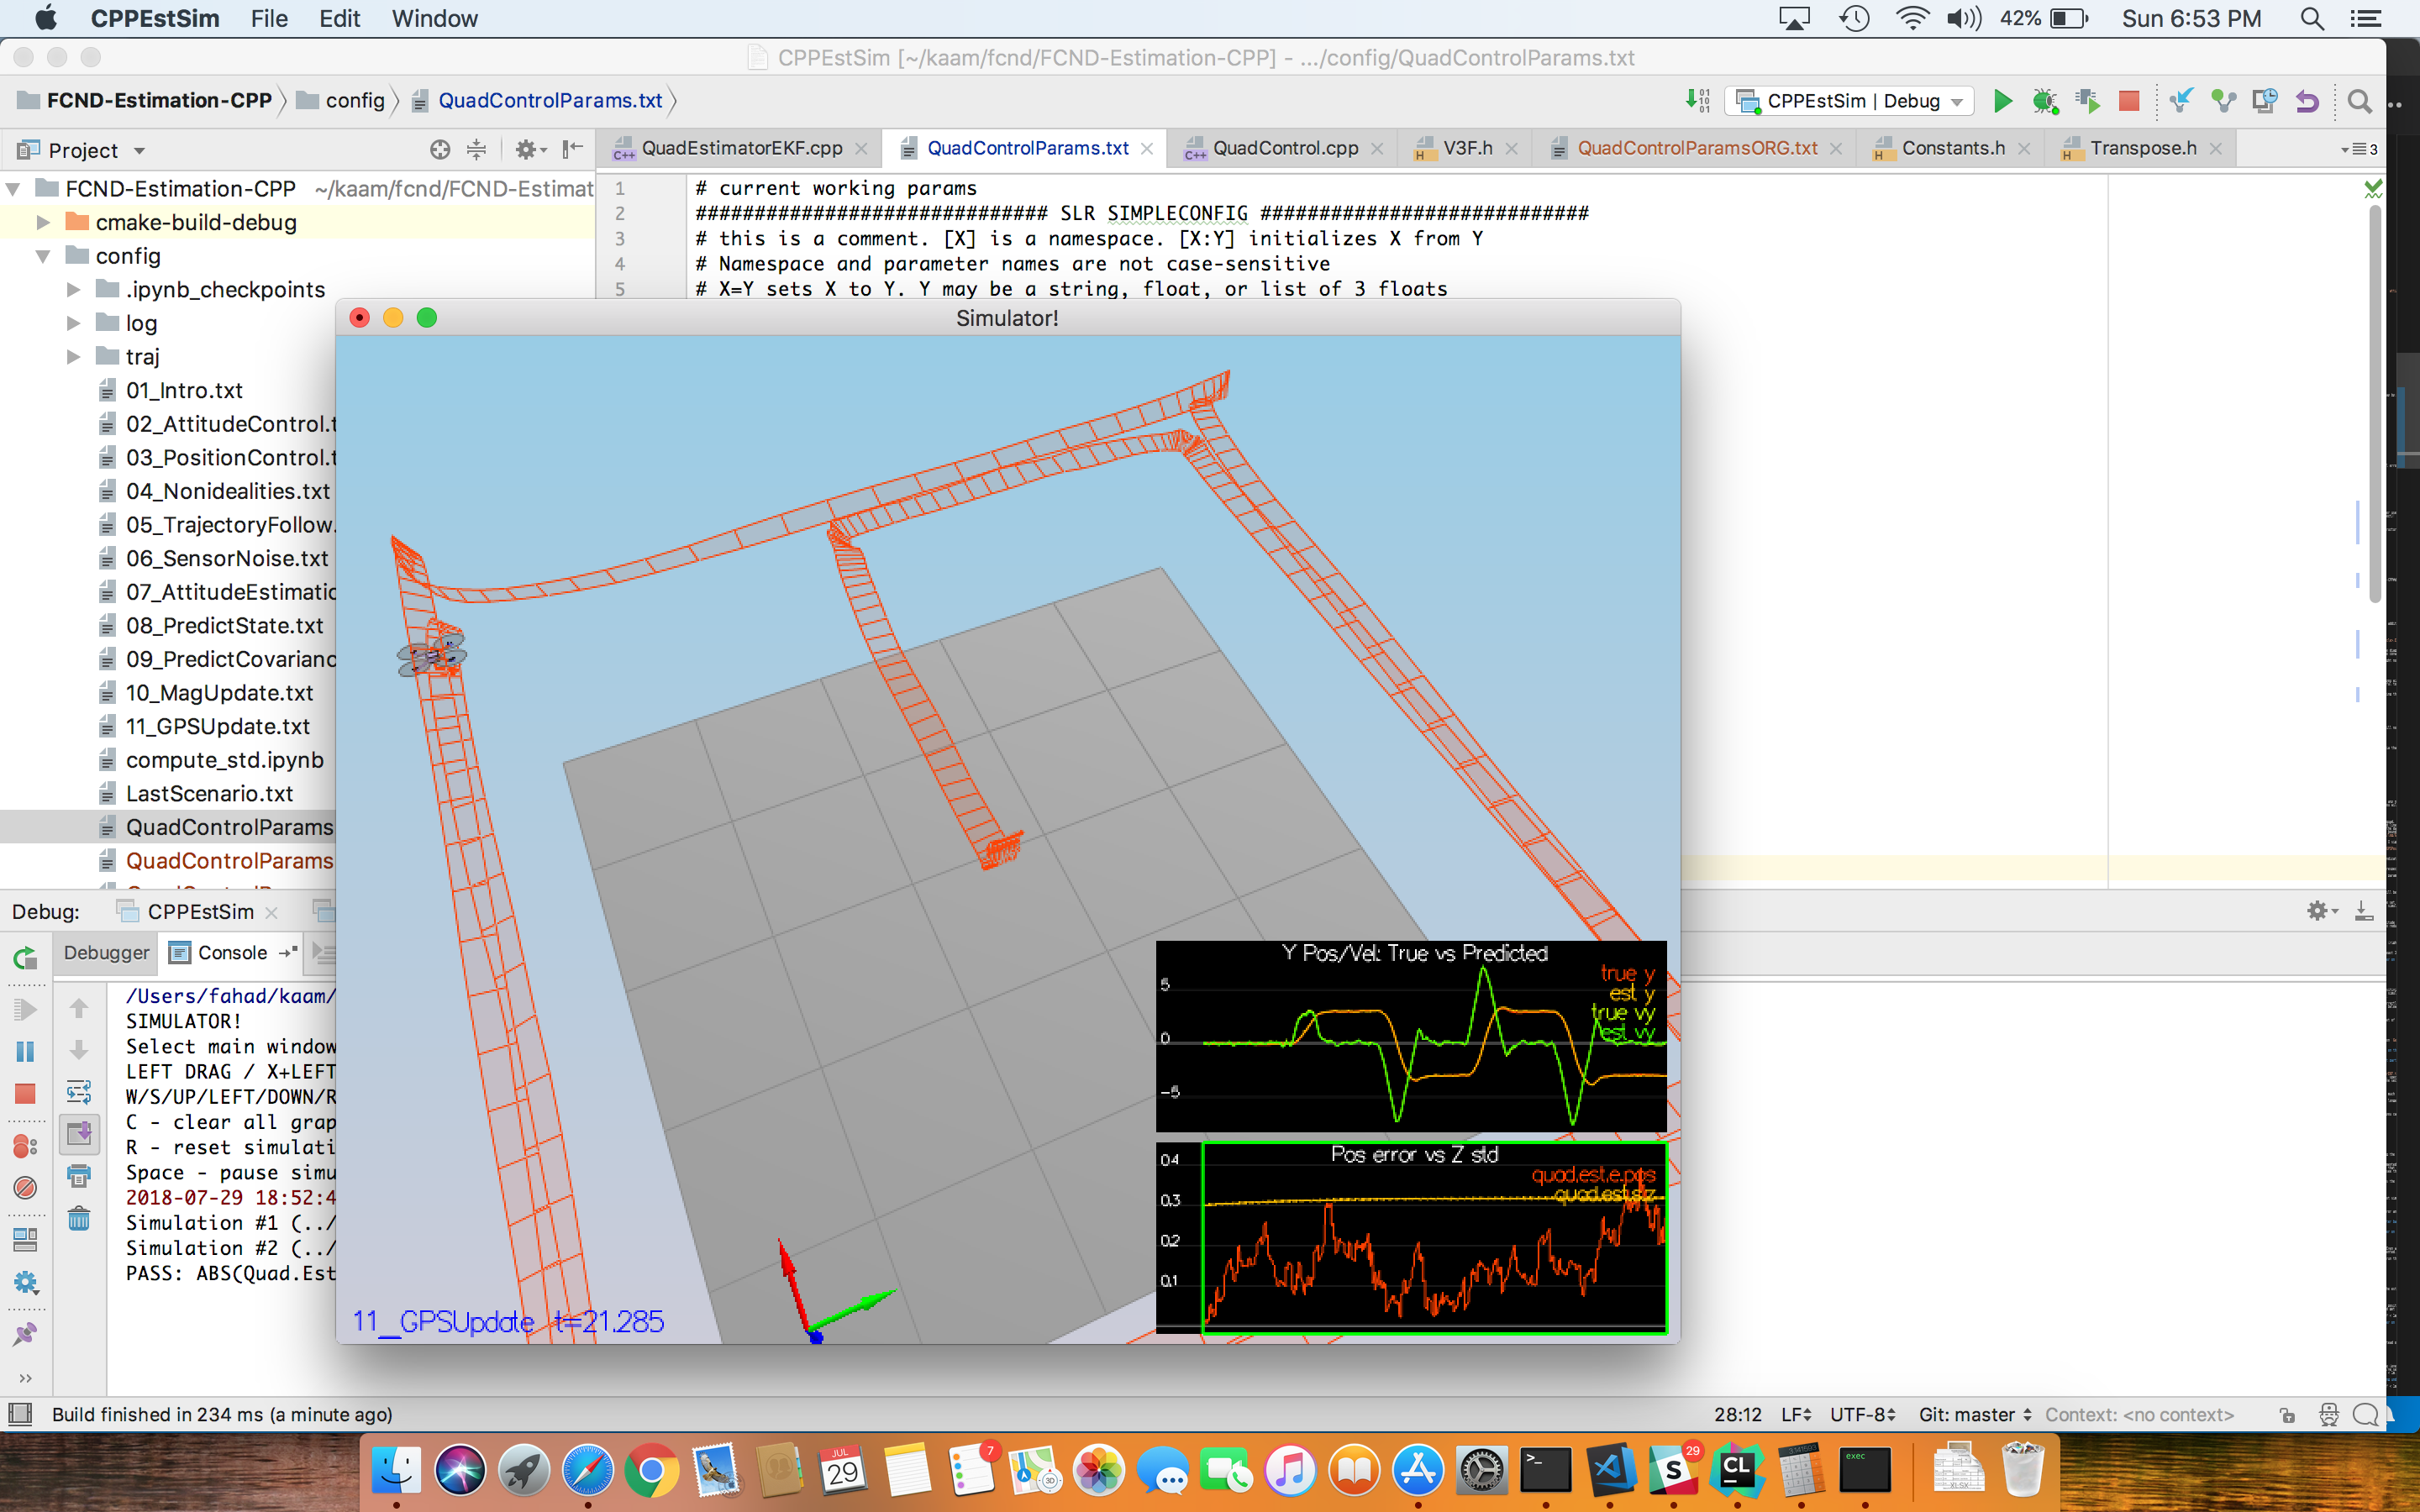 CPPEstSim File Edit Window 42% Sun 6:53 PM
CPPEstSim [~/kaam/fcnd/FCND-Estimation-CPP] - .../config/QuadControlParams.txt
FCND-Estimation-CPP config QuadControlParams.txt CPPEstSim | Debug
Project
QuadEstimatorEKF.cpp QuadControlParams.txt QuadControl.cpp V3F.h QuadControlParamsORG.txt Constants.h Transpose.h 3
FCND-Estimation-CPP ~/kaam/fcnd/FCND-Estimat
cmake-build-debug
config
.ipynb_checkpoints
log
traj
01_Intro.txt
02_AttitudeControl.t
03_PositionControl.t
04_Nonidealities.txt
05_TrajectoryFollow.
06_SensorNoise.txt
07_AttitudeEstimatio
08_PredictState.txt
09_PredictCovarianc
10_MagUpdate.txt
11_GPSUpdate.txt
compute_std.ipynb
LastScenario.txt
QuadControlParams
QuadControlParams
1 # current working params
2 ############################## SLR SIMPLECONFIG ############################
3 # this is a comment. [X] is a namespace. [X:Y] initializes X from Y
4 # Namespace and parameter names are not case-sensitive
5 # X=Y sets X to Y. Y may be a string, float, or list of 3 floats
Simulator!
Y Pos/Vel: True vs Predicted
true y
est y
true vy
est vy
5
0
-5
Pos error vs Z std
quad.est.e.pos
quad.est.s.z
0.4
0.3
0.2
0.1
11_GPSUpdate t=21.285
Debug: CPPEstSim
Debugger Console
/Users/fahad/kaam/
SIMULATOR!
Select main window
LEFT DRAG / X+LEFT
W/S/UP/LEFT/DOWN/R
C - clear all grap
R - reset simulati
Space - pause simu
2018-07-29 18:52:4
Simulation #1 (../
Simulation #2 (../
PASS: ABS(Quad.Est
Build finished in 234 ms (a minute ago) 28:12 LF UTF-8 Git: master Context: <no context>
JUL
29
7
3D
29
S
CL
exec
XLSX